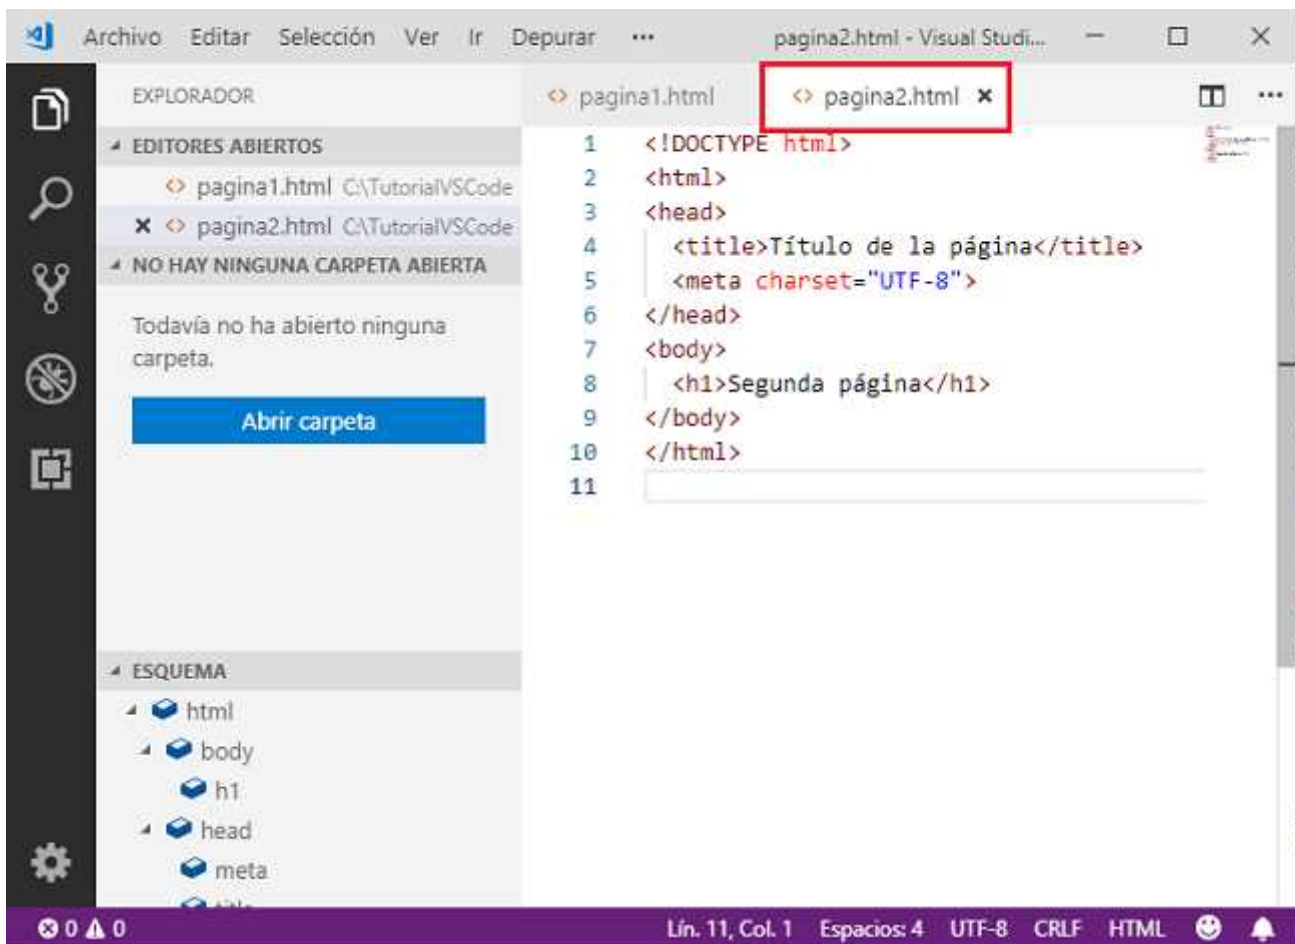 Archivo Editar Selección Ver Ir Depurar ··· pagina2.html - Visual Studi...
EXPLORADOR
EDITORES ABIERTOS
pagina1.html C:\TutorialVSCode
pagina2.html C:\TutorialVSCode
NO HAY NINGUNA CARPETA ABIERTA
Todavía no ha abierto ninguna
carpeta.
Abrir carpeta
ESQUEMA
html
body
h1
head
meta
<> pagina1.html <> pagina2.html
1 <!DOCTYPE html>
2 <html>
3 <head>
4 <title>Título de la página</title>
5 <meta charset="UTF-8">
6 </head>
7 <body>
8 <h1>Segunda página</h1>
9 </body>
10 </html>
11
0 0 Lín. 11, Col. 1 Espacios: 4 UTF-8 CRLF HTML